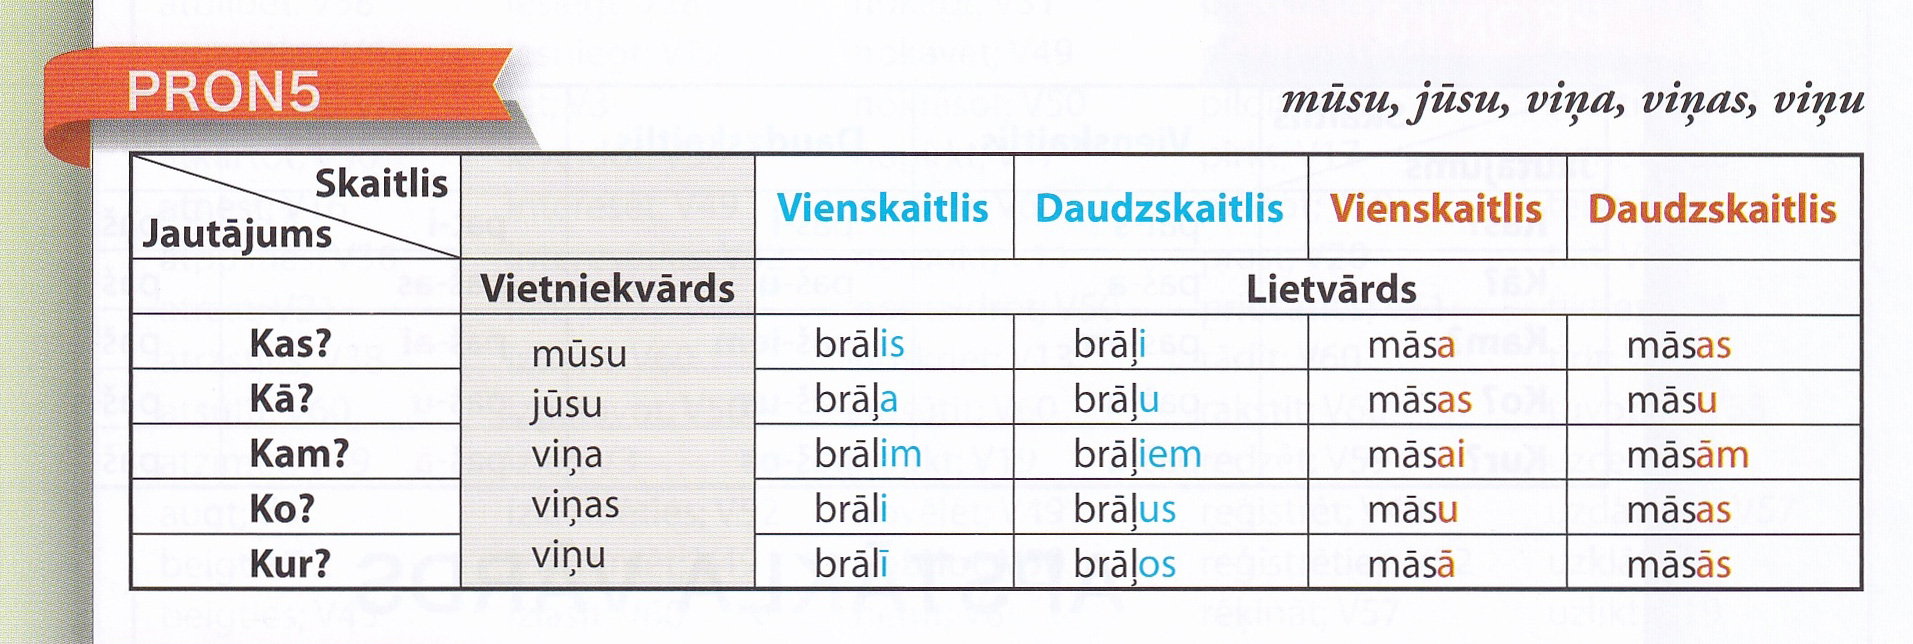 PRON5
mūsu, jūsu, viņa, viņas, viņu
Skaitlis
Jautājums
Vienskaitlis Daudzskaitlis Vienskaitlis Daudzskaitlis
Vietniekvārds Lietvārds
Kas? mūsu brālis brāļi māsa māsas
Kā? jūsu brāļa brāļu māsas māsu
Kam? viņa brālim brāļiem māsai māsām
Ko? viņas brāli brāļus māsu māsas
Kur? viņu brālī brāļos māsā māsās